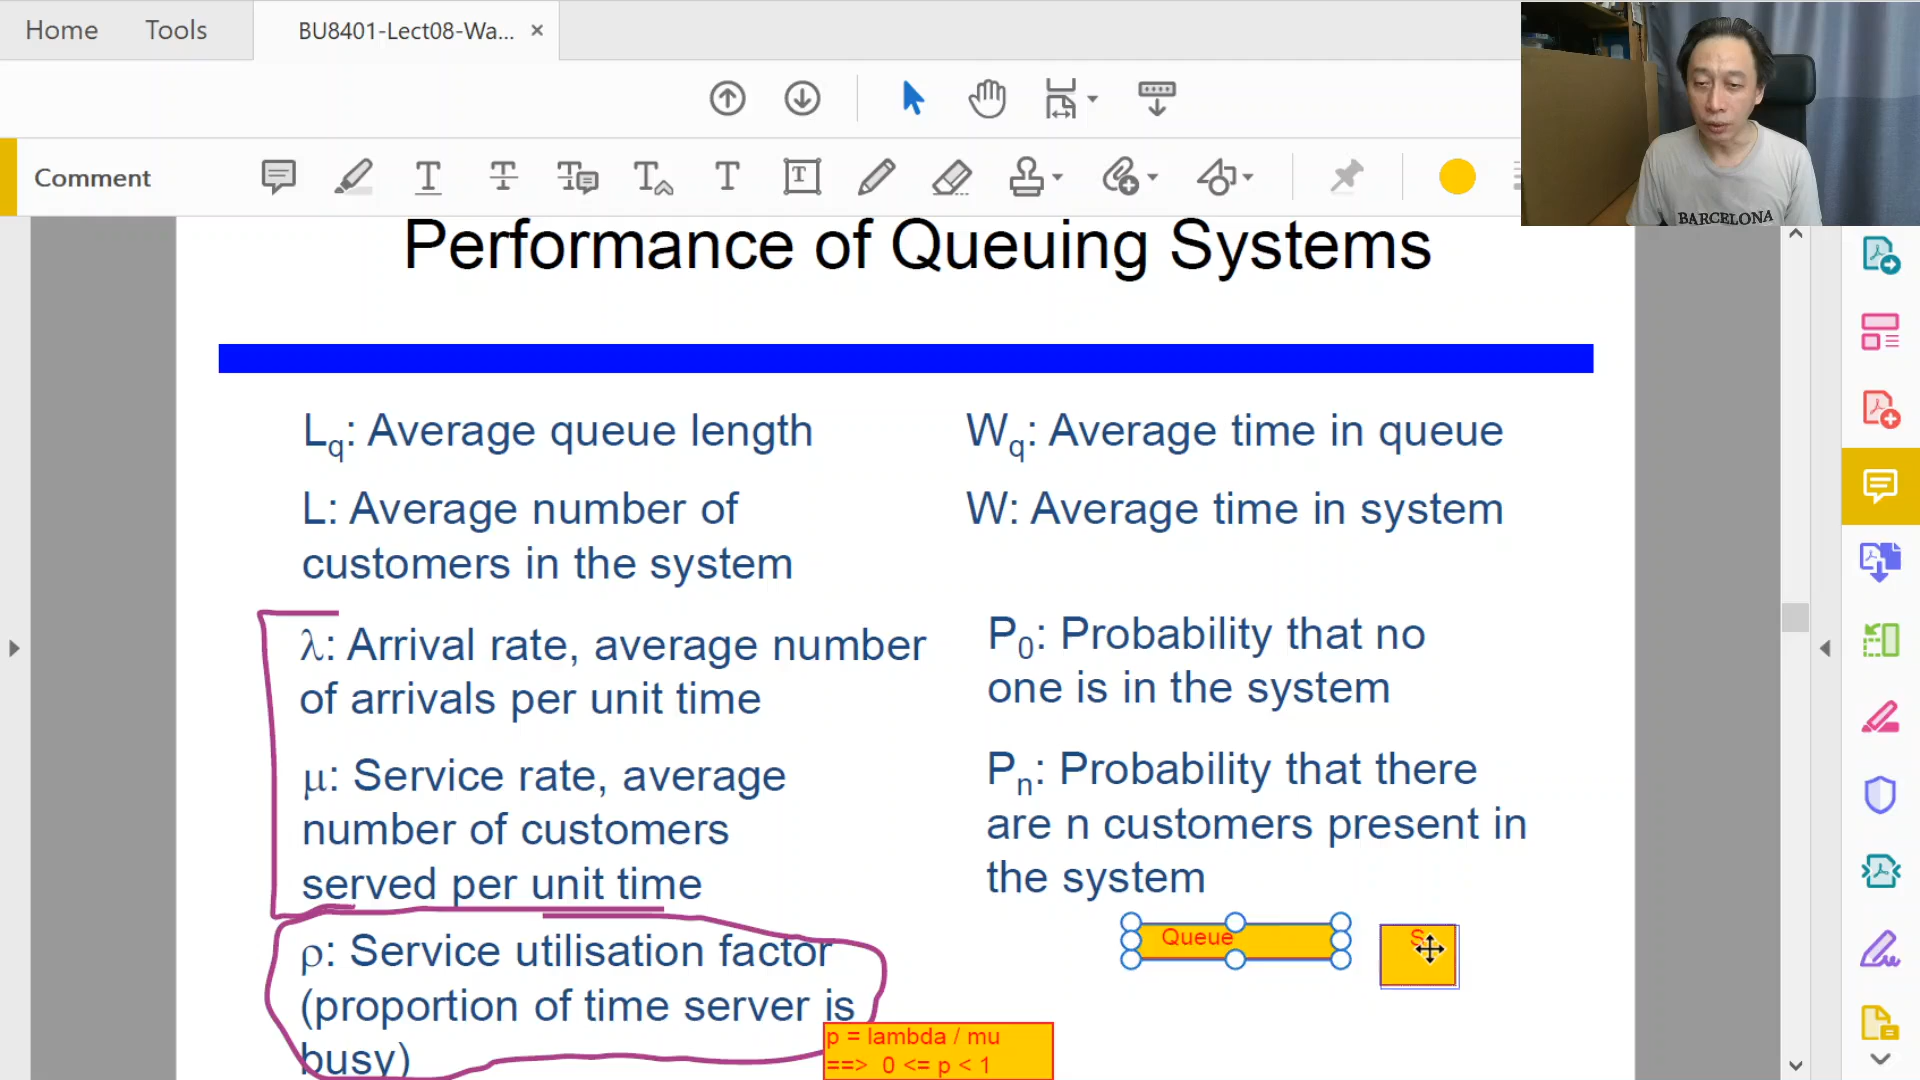 Home Tools BU8401-Lect08-Wa... ×
Comment
BARCELONA
Performance of Queuing Systems
Lq: Average queue length
L: Average number of
customers in the system
λ: Arrival rate, average number
of arrivals per unit time
μ: Service rate, average
number of customers
served per unit time
ρ: Service utilisation factor
(proportion of time server is
busy)
p = lambda / mu
==> 0 <= p < 1
Wq: Average time in queue
W: Average time in system
P0: Probability that no
one is in the system
Pn: Probability that there
are n customers present in
the system
Queue
S